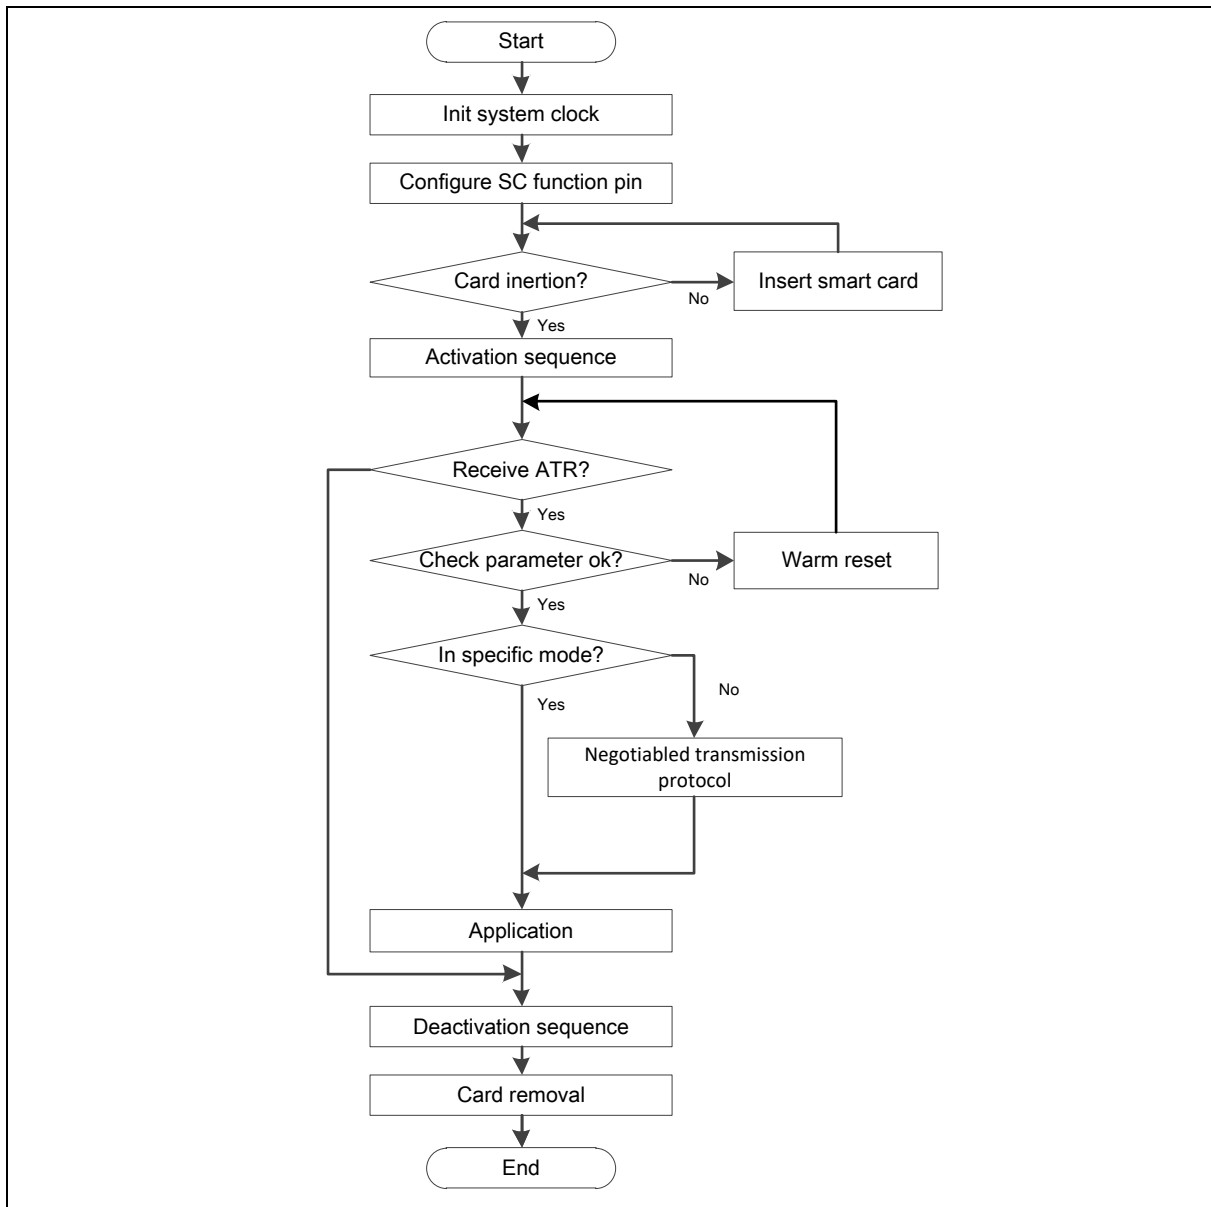 Start
Init system clock
Configure SC function pin
Card inertion?
No
Insert smart card
Yes
Activation sequence
Receive ATR?
Yes
Check parameter ok?
No
Warm reset
Yes
In specific mode?
No
Yes
Negotiabled transmission
protocol
Application
Deactivation sequence
Card removal
End